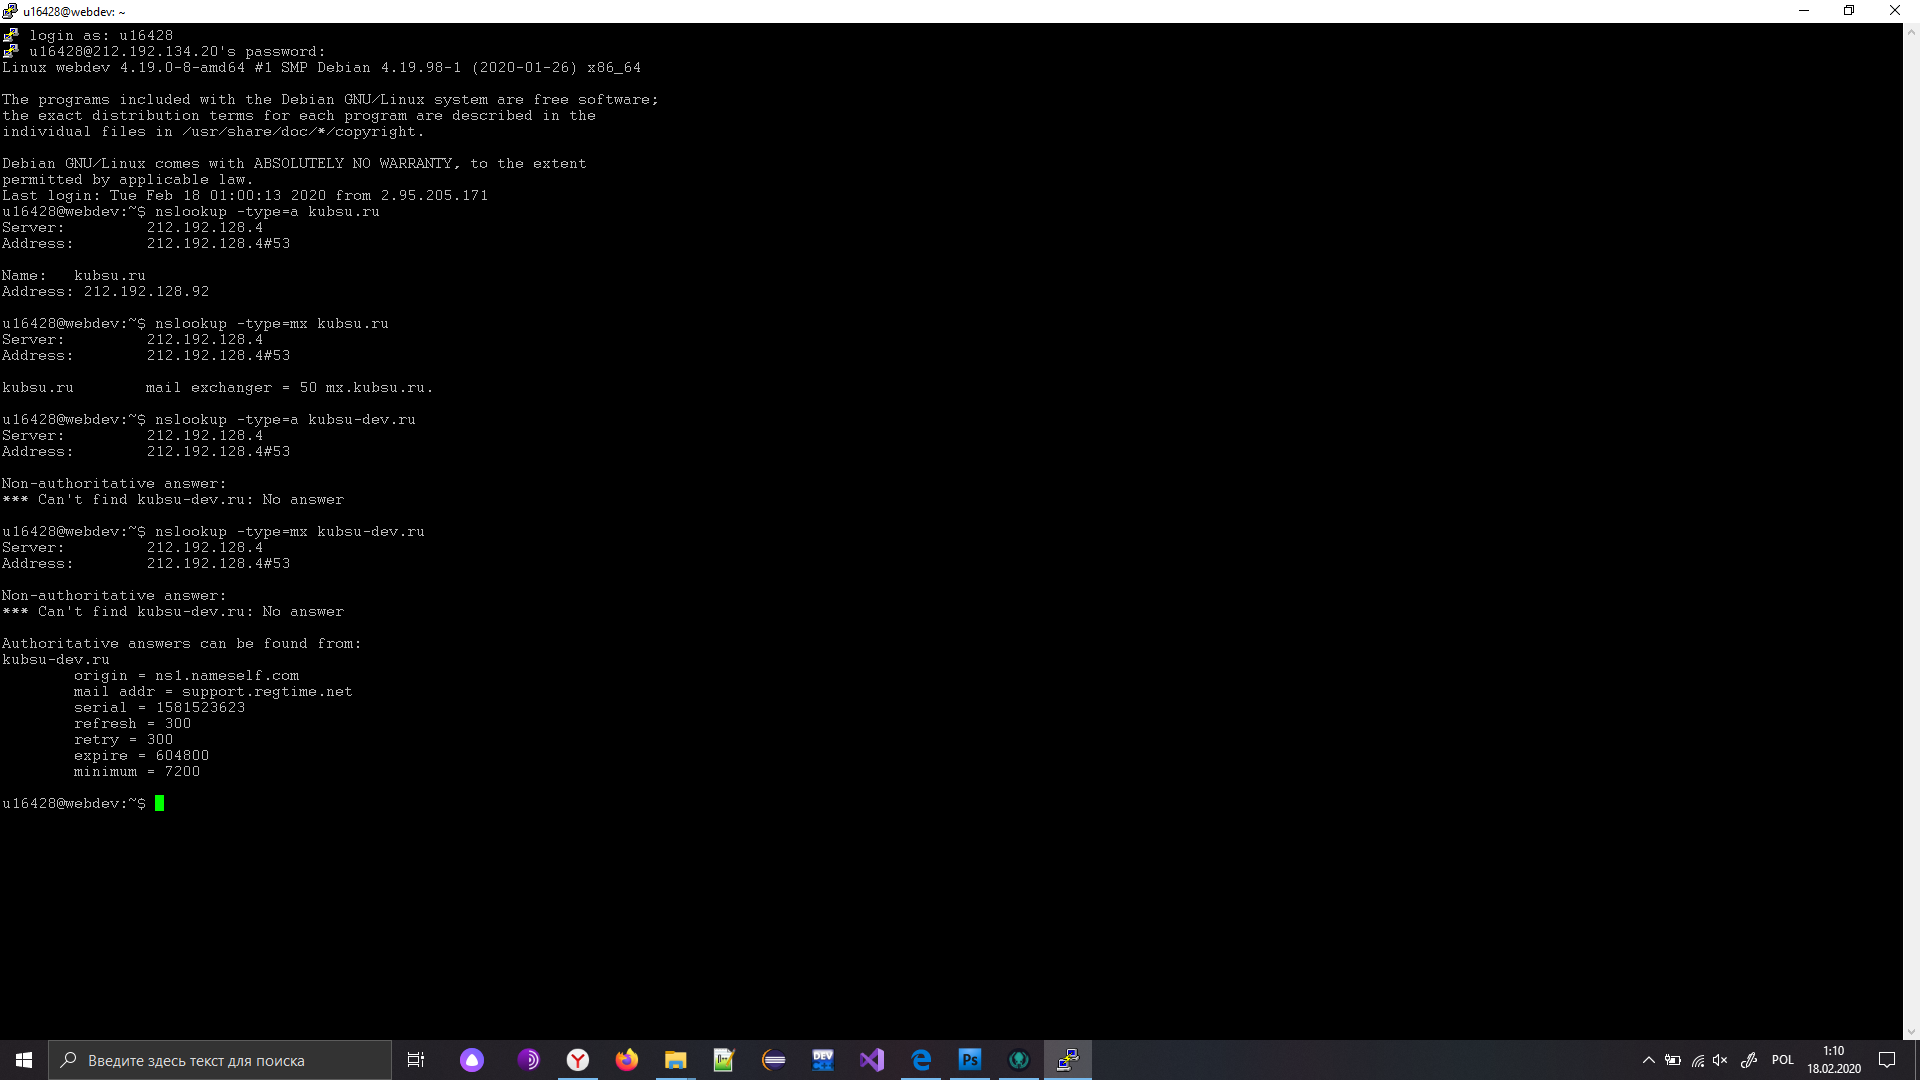 u16428@webdev: ~
login as: u16428
u16428@212.192.134.20's password:
Linux webdev 4.19.0-8-amd64 #1 SMP Debian 4.19.98-1 (2020-01-26) x86_64
The programs included with the Debian GNU/Linux system are free software;
the exact distribution terms for each program are described in the
individual files in /usr/share/doc/*/copyright.
Debian GNU/Linux comes with ABSOLUTELY NO WARRANTY, to the extent
permitted by applicable law.
Last login: Tue Feb 18 01:00:13 2020 from 2.95.205.171
u16428@webdev:~$ nslookup -type=a kubsu.ru
Server: 212.192.128.4
Address: 212.192.128.4#53
Name: kubsu.ru
Address: 212.192.128.92
u16428@webdev:~$ nslookup -type=mx kubsu.ru
Server: 212.192.128.4
Address: 212.192.128.4#53
kubsu.ru mail exchanger = 50 mx.kubsu.ru.
u16428@webdev:~$ nslookup -type=a kubsu-dev.ru
Server: 212.192.128.4
Address: 212.192.128.4#53
Non-authoritative answer:
*** Can't find kubsu-dev.ru: No answer
u16428@webdev:~$ nslookup -type=mx kubsu-dev.ru
Server: 212.192.128.4
Address: 212.192.128.4#53
Non-authoritative answer:
*** Can't find kubsu-dev.ru: No answer
Authoritative answers can be found from:
kubsu-dev.ru
origin = ns1.nameself.com
mail addr = support.regtime.net
serial = 1581523623
refresh = 300
retry = 300
expire = 604800
minimum = 7200
u16428@webdev:~$
Введите здесь текст для поиска
DEV
Ps
POL
1:10
18.02.2020